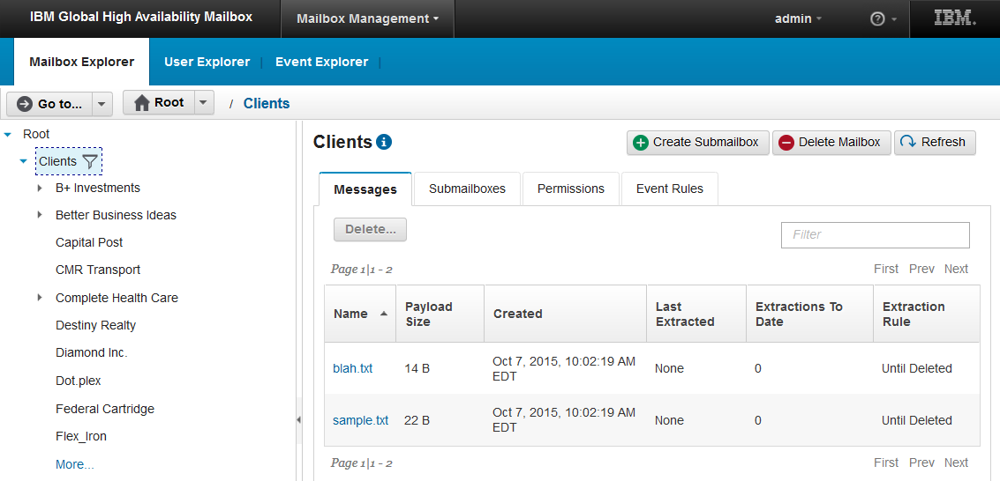 IBM Global High Availability Mailbox
Mailbox Management
admin
?
IBM.
Mailbox Explorer
User Explorer
Event Explorer
Go to...
Root
/ Clients
Root
Clients
B+ Investments
Better Business Ideas
Capital Post
CMR Transport
Complete Health Care
Destiny Realty
Diamond Inc.
Dot.plex
Federal Cartridge
Flex_Iron
More...
Clients i
Create Submailbox
Delete Mailbox
Refresh
Messages
Submailboxes
Permissions
Event Rules
Delete...
Filter
Page 1|1 - 2
First Prev Next
Name
Payload
Size
Created
Last
Extracted
Extractions To
Date
Extraction
Rule
blah.txt
14 B
Oct 7, 2015, 10:02:19 AM
EDT
None
0
Until Deleted
sample.txt
22 B
Oct 7, 2015, 10:02:19 AM
EDT
None
0
Until Deleted
Page 1|1 - 2
First Prev Next